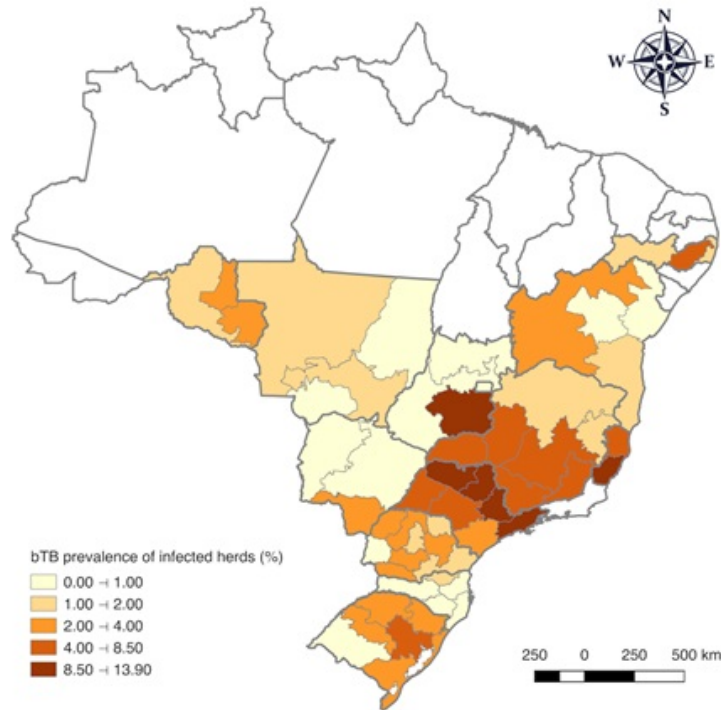 N
W E
S
bTB prevalence of infected herds (%)
0.00 ⊣ 1.00
1.00 ⊣ 2.00
2.00 ⊣ 4.00
4.00 ⊣ 8.50
8.50 ⊣ 13.90
250 0 250 500 km